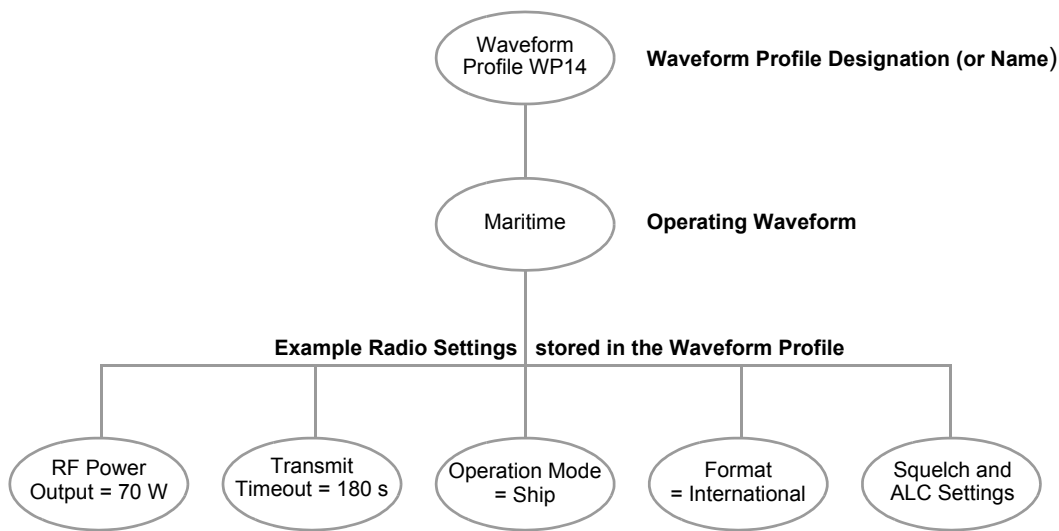 Waveform
Profile WP14
Waveform Profile Designation (or Name)
Maritime
Operating Waveform
Example Radio Settings stored in the Waveform Profile
RF Power
Output = 70 W
Transmit
Timeout = 180 s
Operation Mode
= Ship
Format
= International
Squelch and
ALC Settings